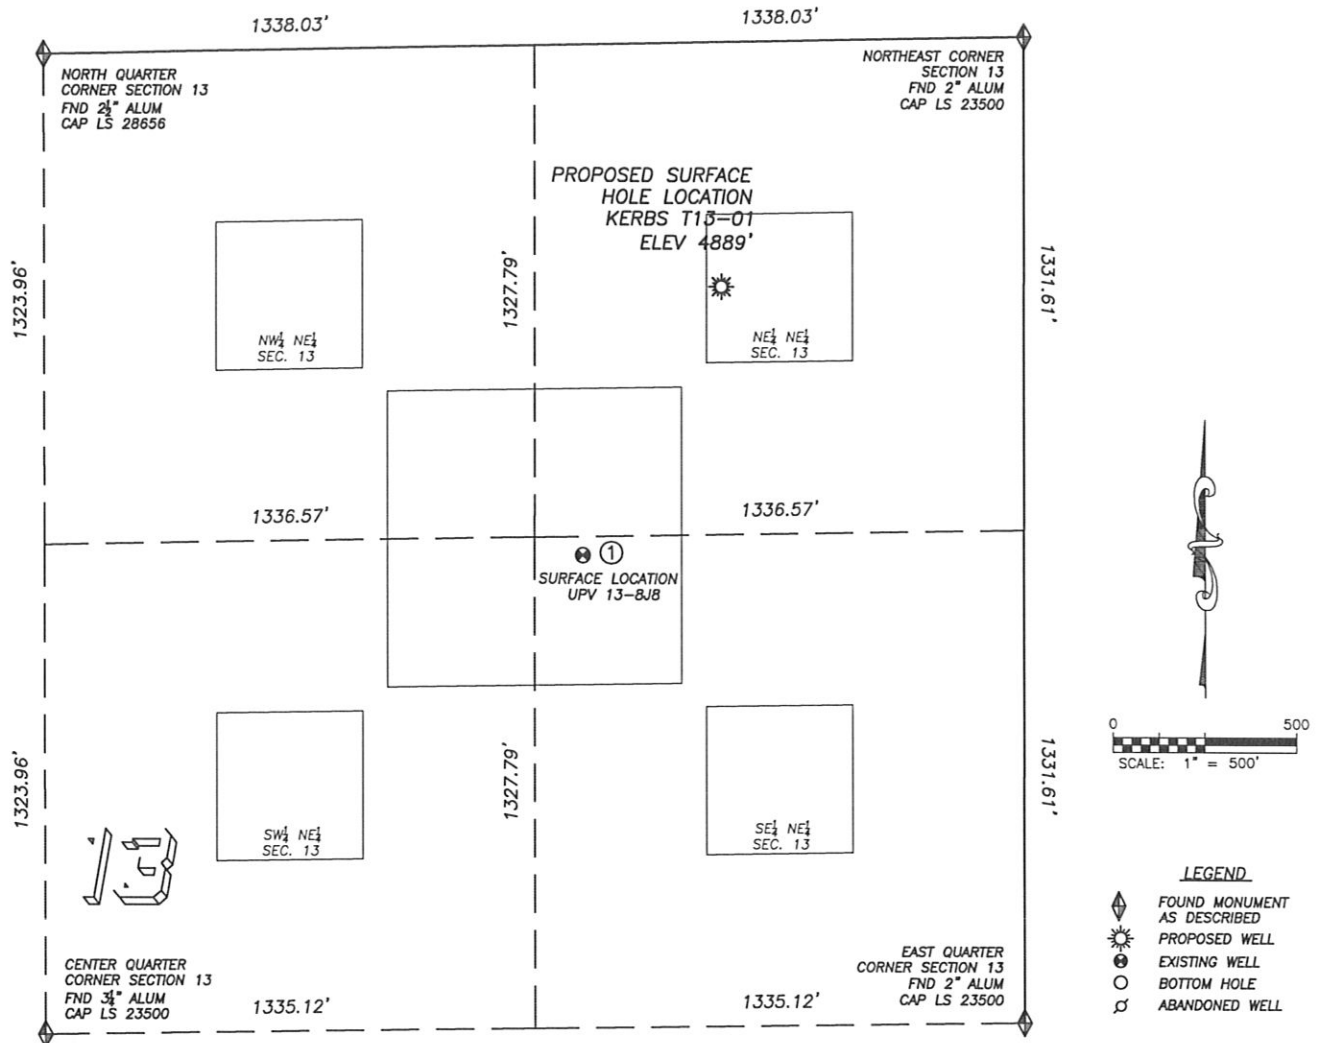 1338.03'
1338.03'
NORTH QUARTER
CORNER SECTION 13
FND 2½" ALUM
CAP LS 28656
NORTHEAST CORNER
SECTION 13
FND 2" ALUM
CAP LS 23500
PROPOSED SURFACE
HOLE LOCATION
KERBS T13-01
ELEV 4889'
1323.96'
1327.79'
1331.61'
NW¼ NE¼
SEC. 13
NE¼ NE¼
SEC. 13
1336.57'
1336.57'
1
SURFACE LOCATION
UPV 13-8J8
0 500
SCALE: 1" = 500'
1323.96'
1327.79'
1331.61'
SW¼ NE¼
SEC. 13
SE¼ NE¼
SEC. 13
13
CENTER QUARTER
CORNER SECTION 13
FND 3¼" ALUM
CAP LS 23500
EAST QUARTER
CORNER SECTION 13
FND 2" ALUM
CAP LS 23500
1335.12'
1335.12'
LEGEND
FOUND MONUMENT
AS DESCRIBED
PROPOSED WELL
EXISTING WELL
BOTTOM HOLE
ABANDONED WELL